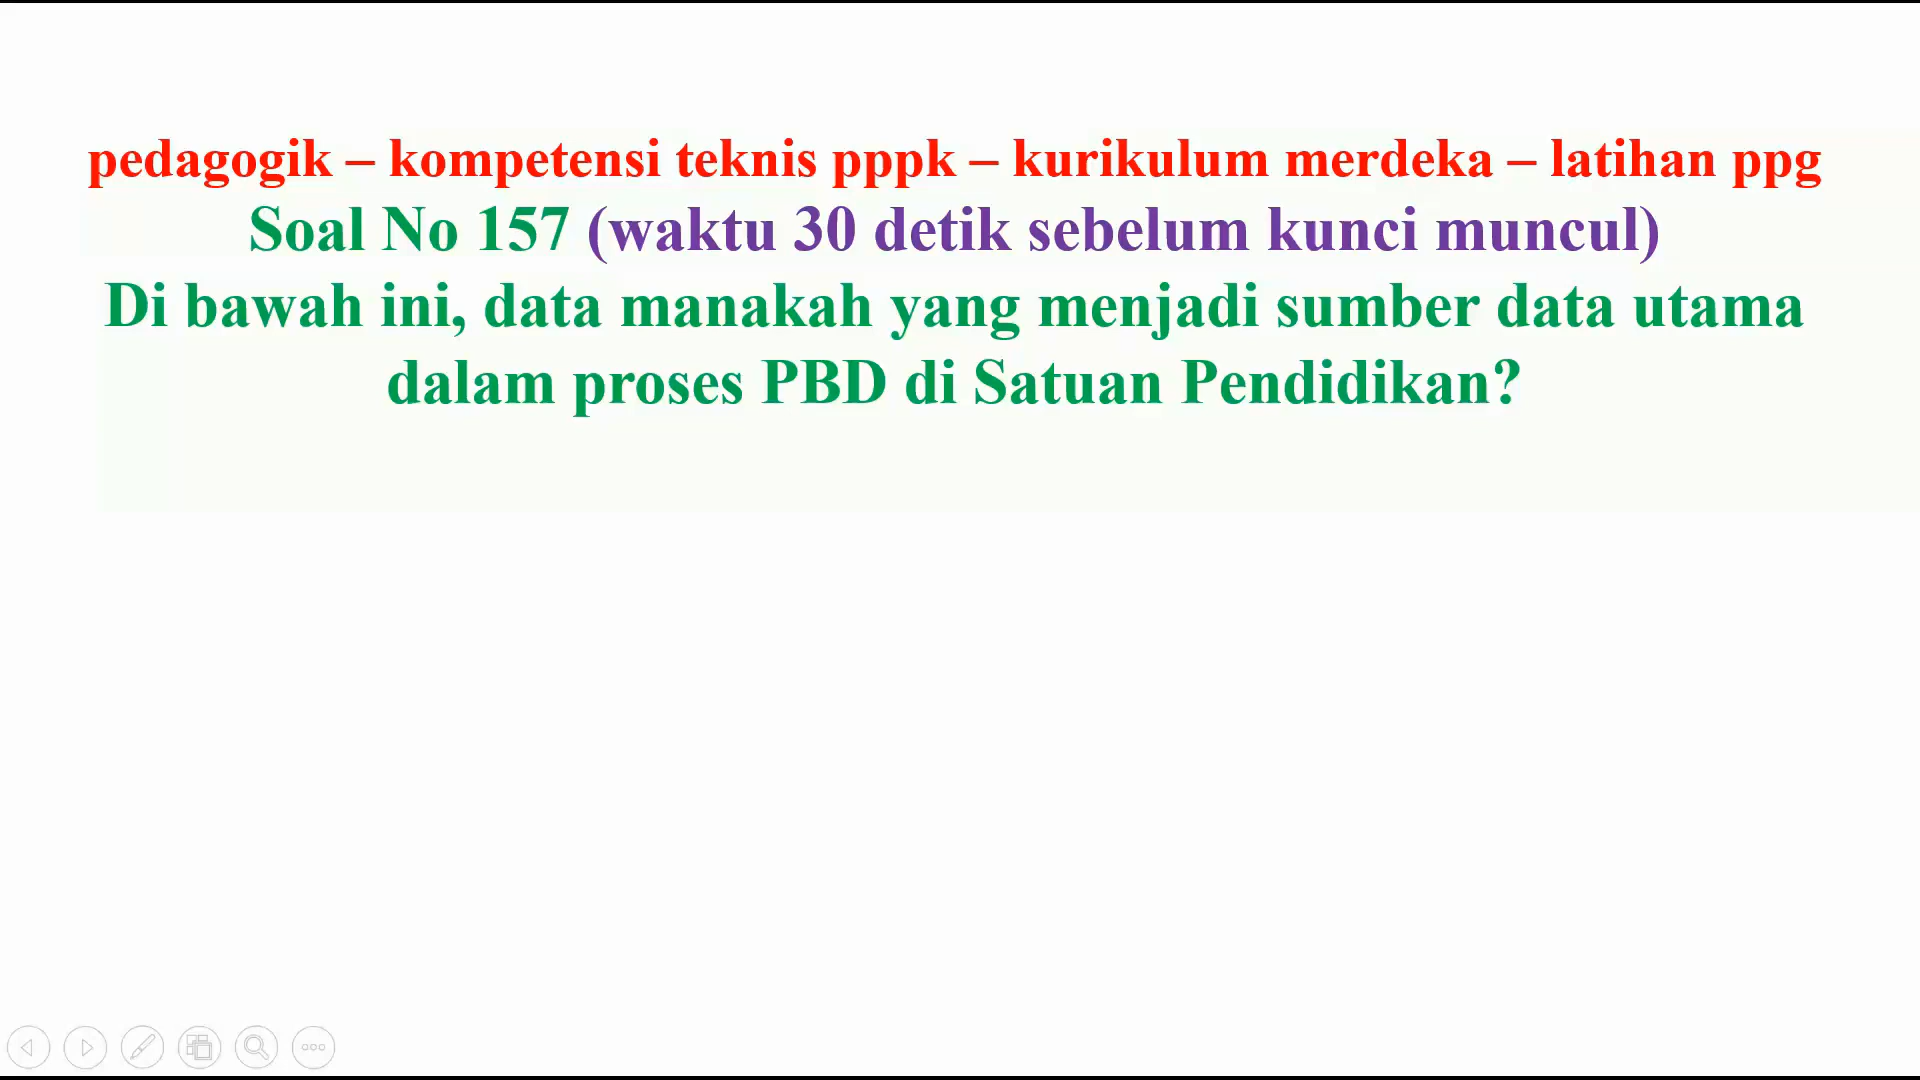 pedagogik – kompetensi teknis pppk – kurikulum merdeka – latihan ppg
Soal No 157 (waktu 30 detik sebelum kunci muncul)
Di bawah ini, data manakah yang menjadi sumber data utama
dalam proses PBD di Satuan Pendidikan?